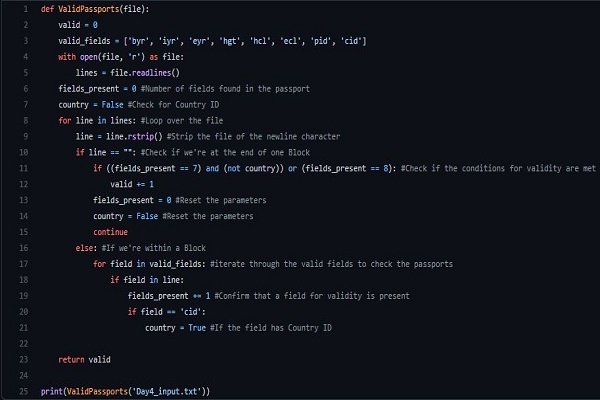 1 def ValidPassports(file):
2     valid = 0
3     valid_fields = ['byr', 'iyr', 'eyr', 'hgt', 'hcl', 'ecl', 'pid', 'cid']
4     with open(file, 'r') as file:
5         lines = file.readlines()
6     fields_present = 0 #Number of fields found in the passport
7     country = False #Check for Country ID
8     for line in lines: #Loop over the file
9         line = line.rstrip() #Strip the file of the newline character
10         if line == "": #Check if we're at the end of one Block
11             if ((fields_present == 7) and (not country)) or (fields_present == 8): #Check if the conditions for validity are met
12                 valid += 1
13             fields_present = 0 #Reset the parameters
14             country = False #Reset the parameters
15             continue
16         else: #If we're within a Block
17             for field in valid_fields: #iterate through the valid fields to check the passports
18                 if field in line:
19                     fields_present += 1 #Confirm that a field for validity is present
20                     if field == 'cid':
21                         country = True #If the field has Country ID
22
23     return valid
24
25 print(ValidPassports('Day4_input.txt'))